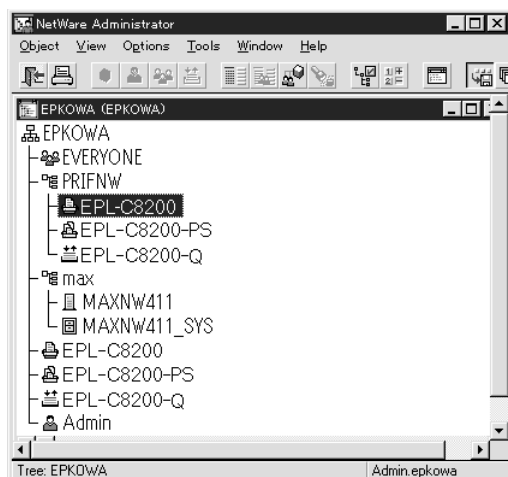 NetWare Administrator
Object View Options Tools Window Help
EPKOWA (EPKOWA)
EPKOWA
EVERYONE
PRIFNW
EPL-C8200
EPL-C8200-PS
EPL-C8200-Q
max
MAXNW411
MAXNW411_SYS
EPL-C8200
EPL-C8200-PS
EPL-C8200-Q
Admin
Tree: EPKOWA Admin.epkowa